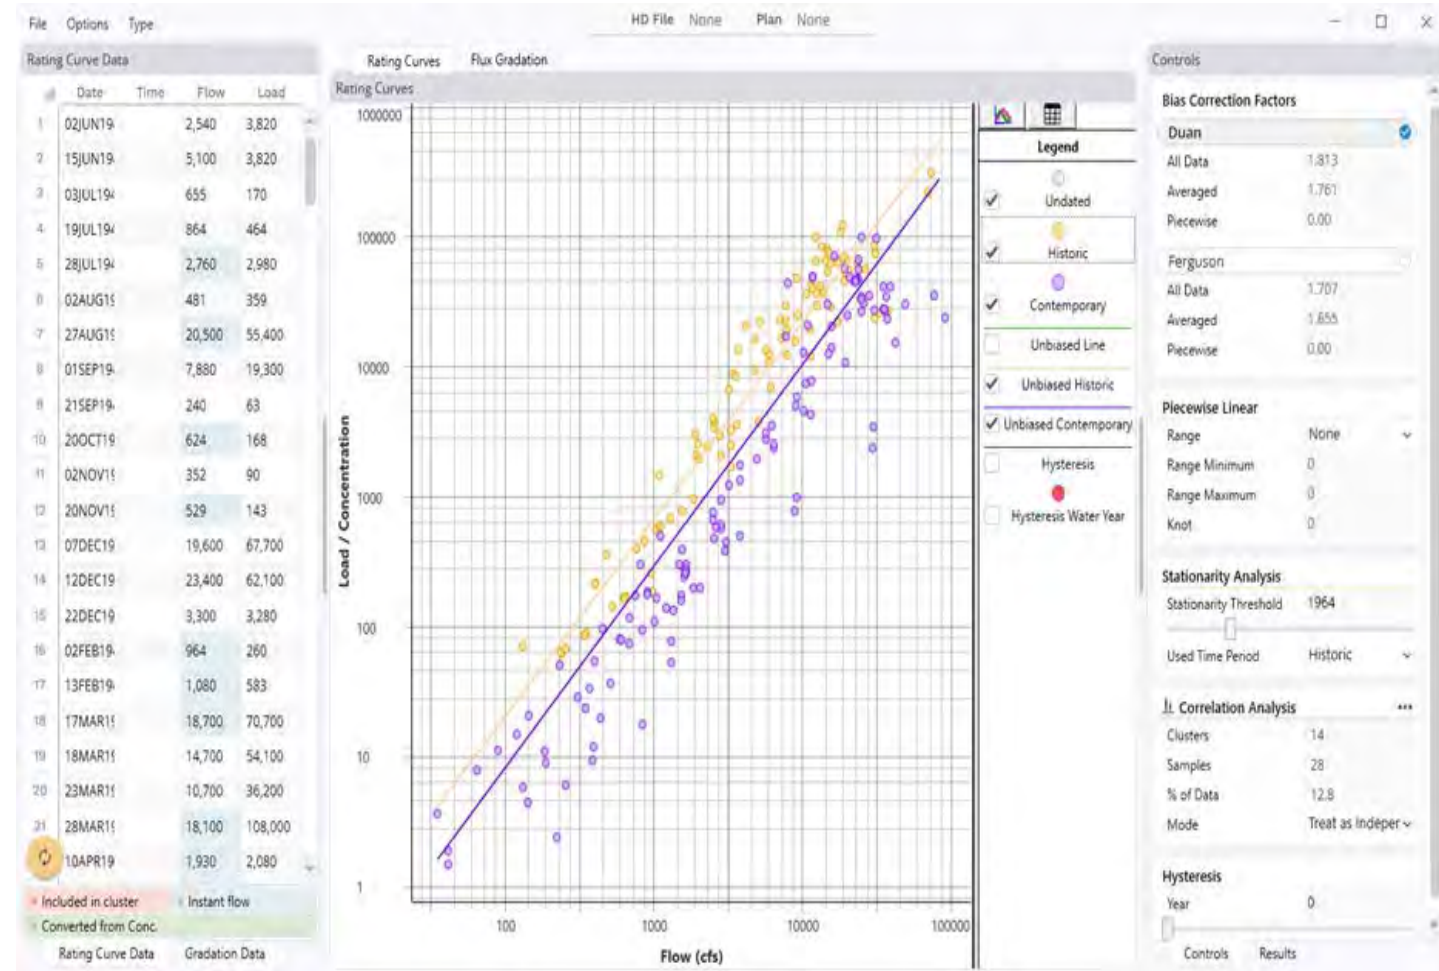 File Options Type HD File None Plan None
Rating Curve Data
Date Time Flow Load
1 02JUN19 2,540 3,820
2 15JUN19 5,100 3,820
3 03JUL194 655 170
4 19JUL194 864 464
5 28JUL194 2,760 2,980
6 02AUG19 481 359
7 27AUG19 20,500 55,400
8 01SEP19 7,880 19,300
9 21SEP19 240 63
10 20OCT19 624 168
11 02NOV19 352 90
12 20NOV19 529 143
13 07DEC19 19,600 67,700
14 12DEC19 23,400 62,100
15 22DEC19 3,300 3,280
16 02FEB19 964 260
17 13FEB19 1,080 583
18 17MAR19 18,700 70,700
19 18MAR19 14,700 54,100
20 23MAR19 10,700 36,200
21 28MAR19 18,100 108,000
10APR19 1,930 2,080
Included in cluster Instant flow
Converted from Conc.
Rating Curve Data Gradation Data
Rating Curves Flux Gradation
Rating Curves
Load / Concentration
1000000
100000
10000
1000
100
10
1
100 1000 10000 100000
Flow (cfs)
Legend
Undated
Historic
Contemporary
Unbiased Line
Unbiased Historic
Unbiased Contemporary
Hysteresis
Hysteresis Water Year
Controls
Bias Correction Factors
Duan
All Data 1.813
Averaged 1.761
Piecewise 0.00
Ferguson
All Data 1.707
Averaged 1.655
Piecewise 0.00
Piecewise Linear
Range None
Range Minimum 0
Range Maximum 0
Knot 0
Stationarity Analysis
Stationarity Threshold 1964
Used Time Period Historic
Correlation Analysis
Clusters 14
Samples 28
% of Data 12.8
Mode Treat as Indeper
Hysteresis
Year 0
Controls Results